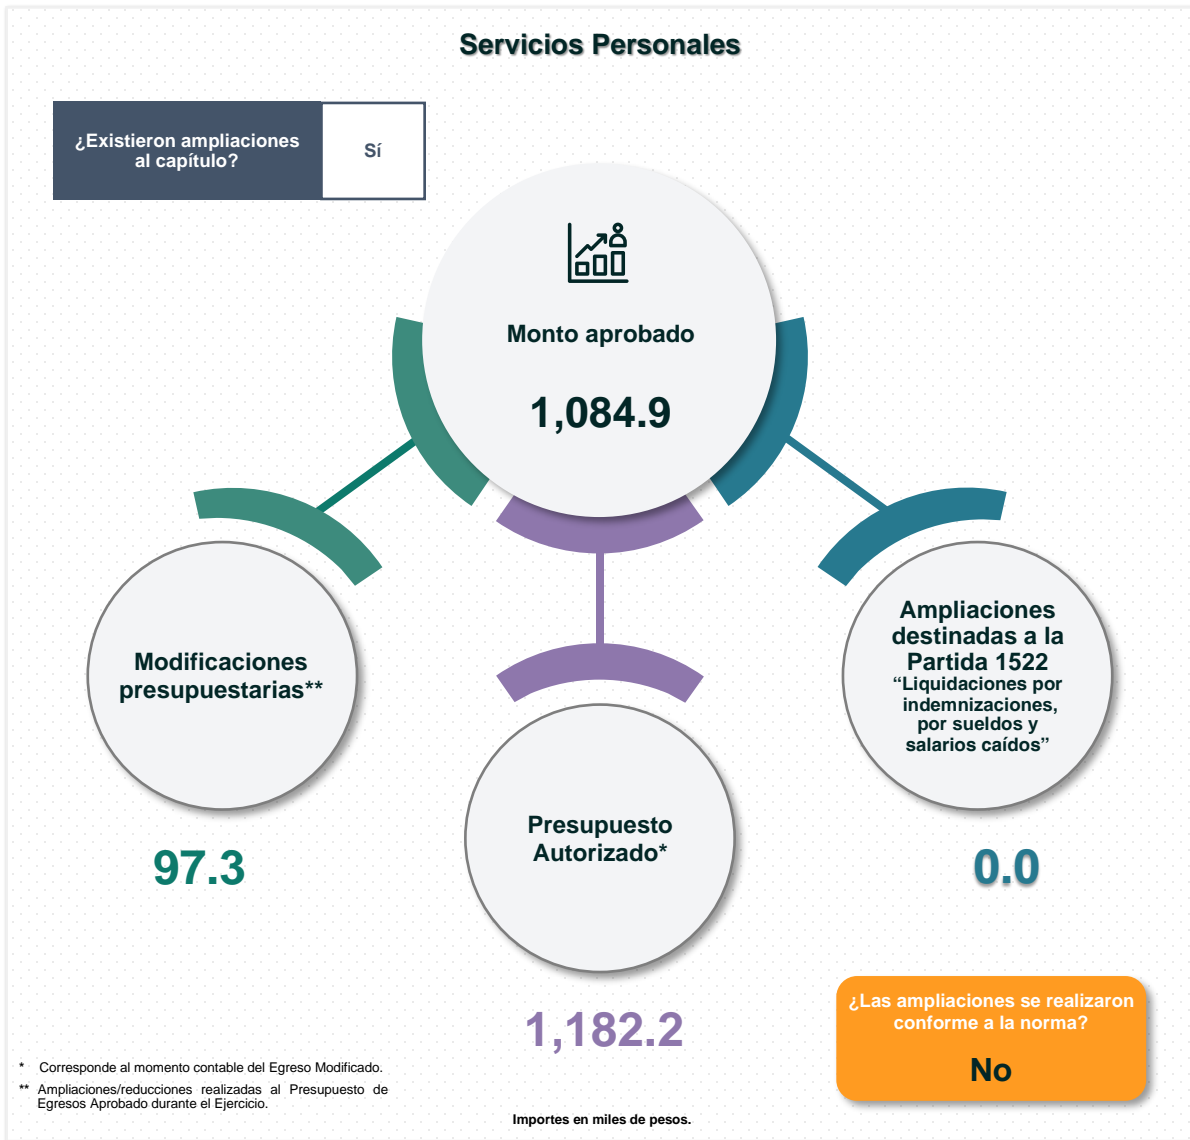 Servicios Personales
¿Existieron ampliaciones
al capítulo?
Sí
Monto aprobado
1,084.9
Modificaciones
presupuestarias**
97.3
Presupuesto
Autorizado*
1,182.2
Ampliaciones
destinadas a la
Partida 1522
“Liquidaciones por
indemnizaciones,
por sueldos y
salarios caídos”
0.0
¿Las ampliaciones se realizaron
conforme a la norma?
No
* Corresponde al momento contable del Egreso Modificado.
** Ampliaciones/reducciones realizadas al Presupuesto de
Egresos Aprobado durante el Ejercicio.
Importes en miles de pesos.